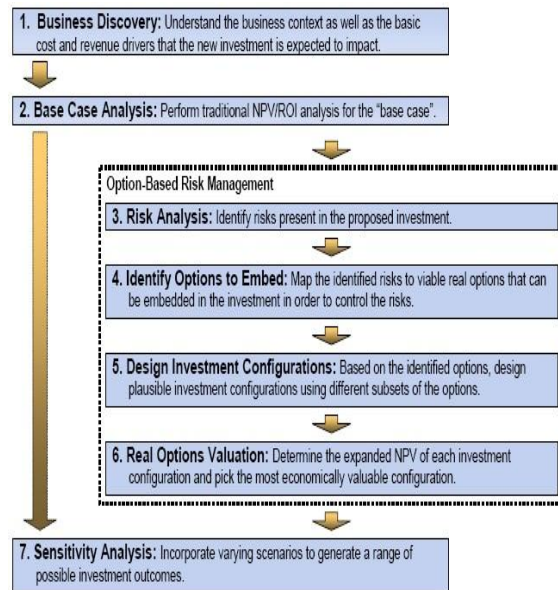 1. Business Discovery: Understand the business context as well as the basic
cost and revenue drivers that the new investment is expected to impact.
2. Base Case Analysis: Perform traditional NPV/ROI analysis for the “base case”.
Option-Based Risk Management
3. Risk Analysis: Identify risks present in the proposed investment.
4. Identify Options to Embed: Map the identified risks to viable real options that can
be embedded in the investment in order to control the risks.
5. Design Investment Configurations: Based on the identified options, design
plausible investment configurations using different subsets of the options.
6. Real Options Valuation: Determine the expanded NPV of each investment
configuration and pick the most economically valuable configuration.
7. Sensitivity Analysis: Incorporate varying scenarios to generate a range of
possible investment outcomes.